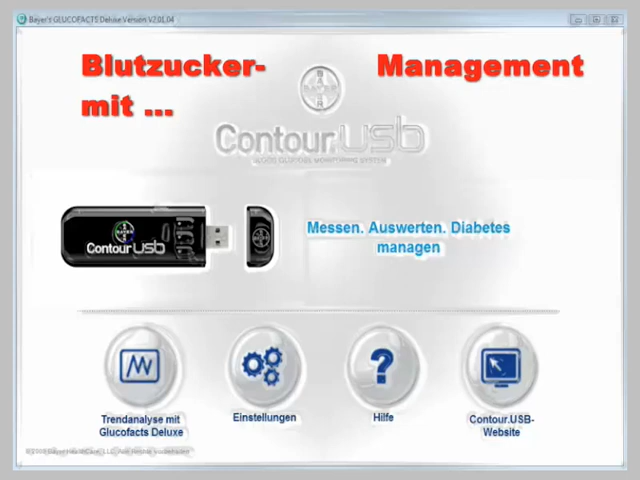 Bayer's GLUCOFACTS Deluxe Version V2.01.04
Blutzucker- Management
mit ...
BAYER
Contour.USB
BLOOD GLUCOSE MONITORING SYSTEM
Contour USB
Messen. Auswerten. Diabetes
managen
Trendanalyse mit
Glucofacts Deluxe
Einstellungen
Hilfe
Contour.USB-
Website